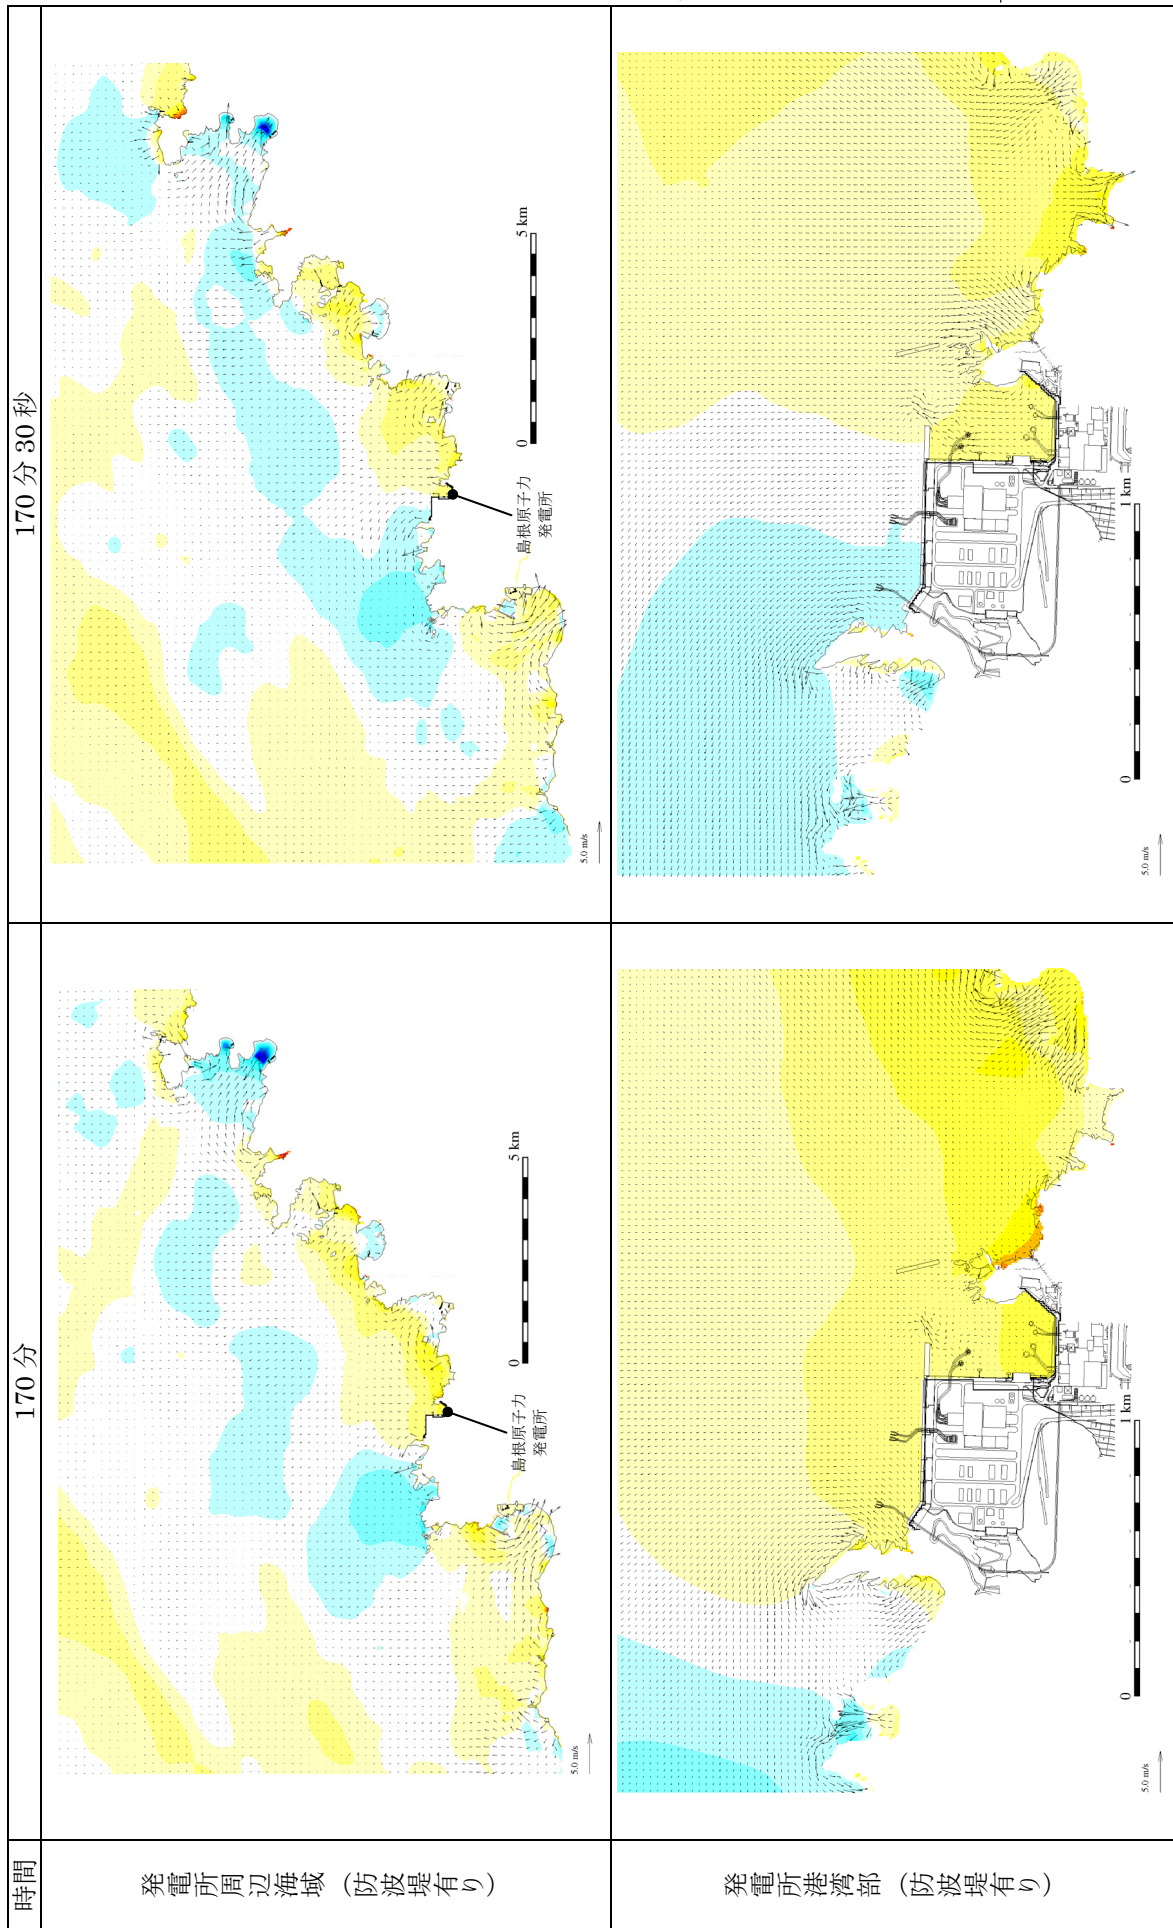 時間
170分
170分30秒
発電所周辺海域(防波堤有り)
島根原子力
発電所
0
5 km
5.0 m/s
島根原子力
発電所
0
5 km
5.0 m/s
発電所港湾部(防波堤有り)
0
1 km
5.0 m/s
0
1 km
5.0 m/s